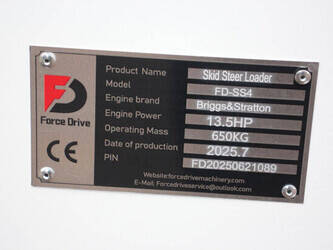 Force Drive
CE
Product Name Skid Steer Loader
Model FD-SS4
Engine brand Briggs&Stratton
Engine Power 13.5HP
Operating Mass 650KG
Date of production 2025.7
PIN FD20250621089
Website:forcedrivemachinery.com
E-Mail: Forcedriveservice@outlook.com